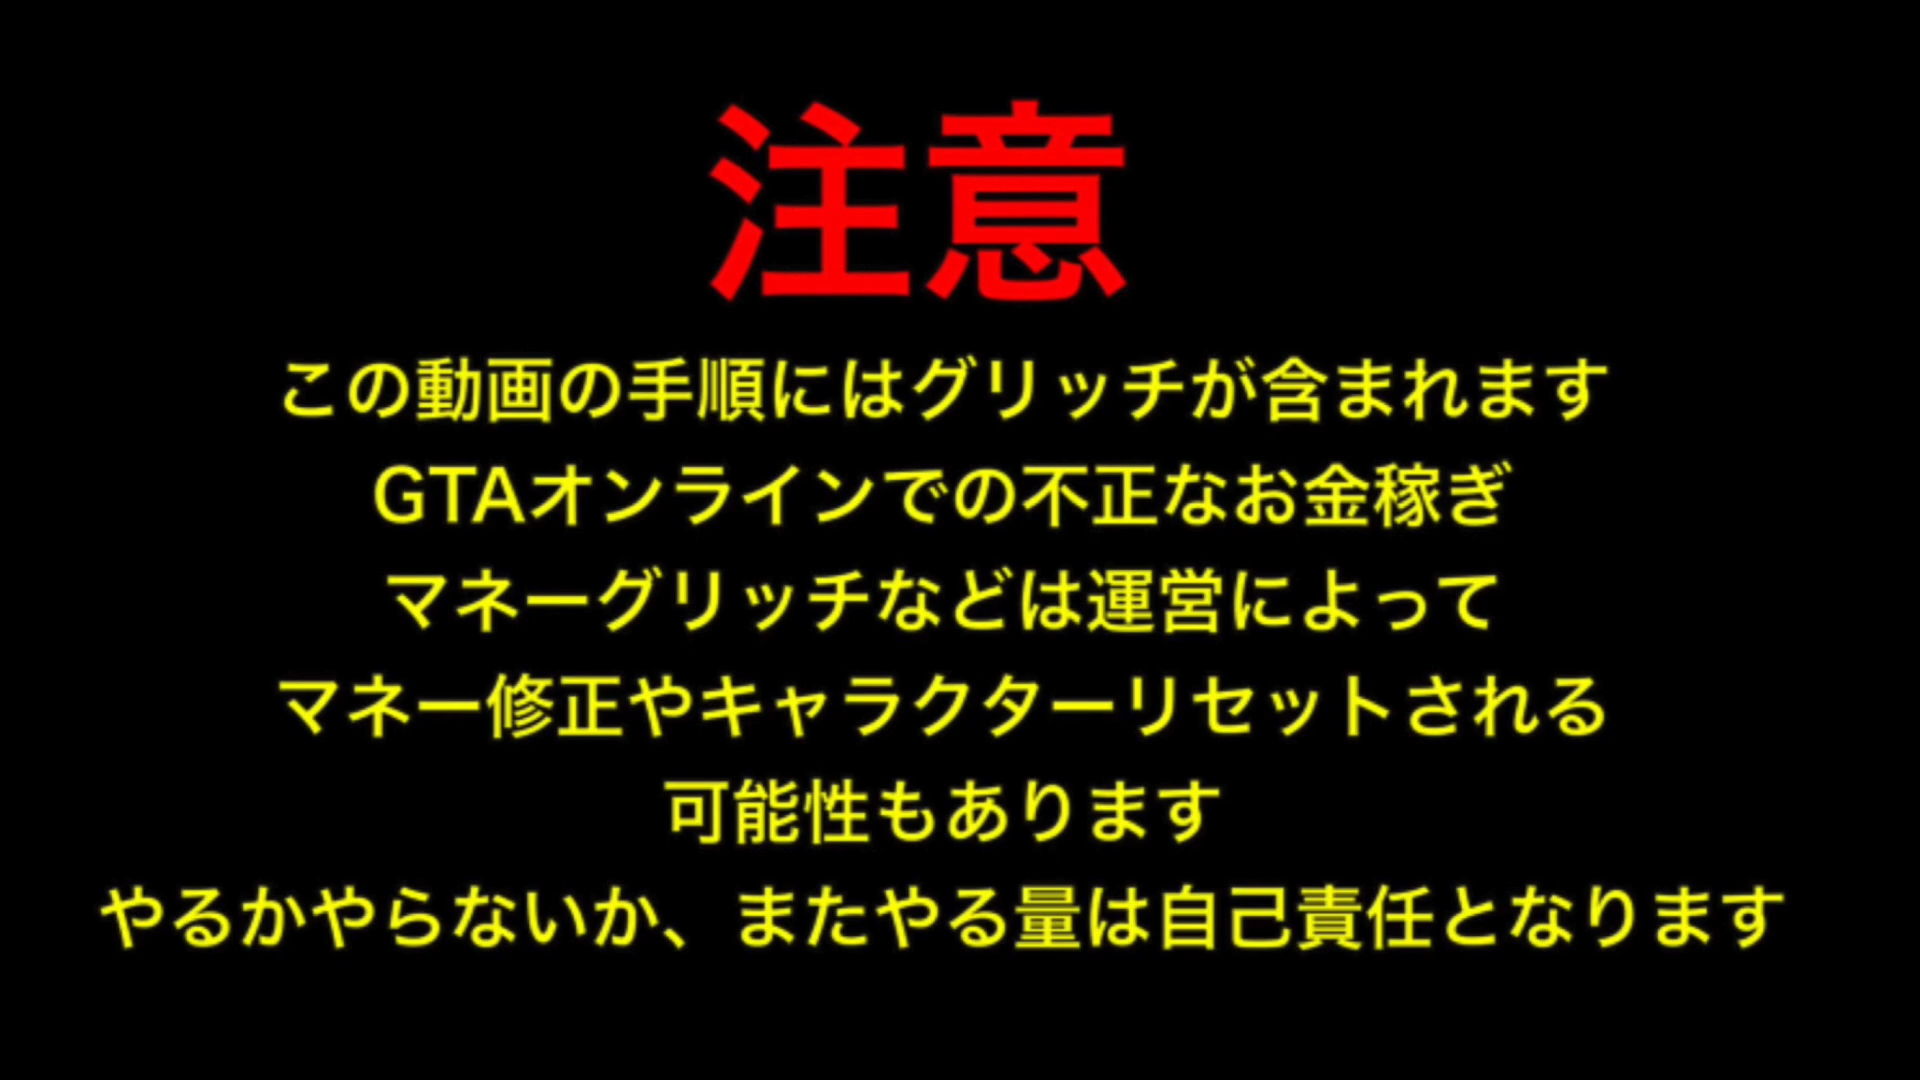 注意
この動画の手順にはグリッチが含まれます
GTAオンラインでの不正なお金稼ぎ
マネーグリッチなどは運営によって
マネー修正やキャラクターリセットされる
可能性もあります
やるかやらないか、またやる量は自己責任となります